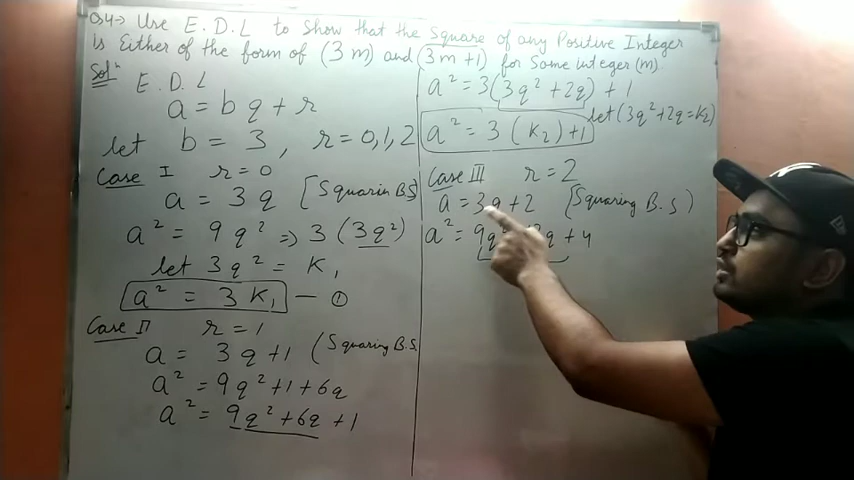 Q.4→ Use E.D.L to Show that the Square of any Positive Integer
is Either of the form of (3m) and (3m+1) for Some integer (m).
Solⁿ
E.D.L
a = bq + r
let b = 3, r = 0,1,2
Case I r = 0
a = 3q [Squarin B.S]
a² = 9q² => 3(3q²)
let 3q² = K₁
a² = 3K₁ — ①
Case II r = 1
a = 3q+1 (Squaring B.S.
a² = 9q²+1+6q
a² = 9q²+6q+1
a² = 3(3q²+2q)+1
let (3q²+2q=K₂)
a² = 3(K₂)+1
Case III r = 2
a = 3q+2 [Squaring B.S)
a² = 9q q+4